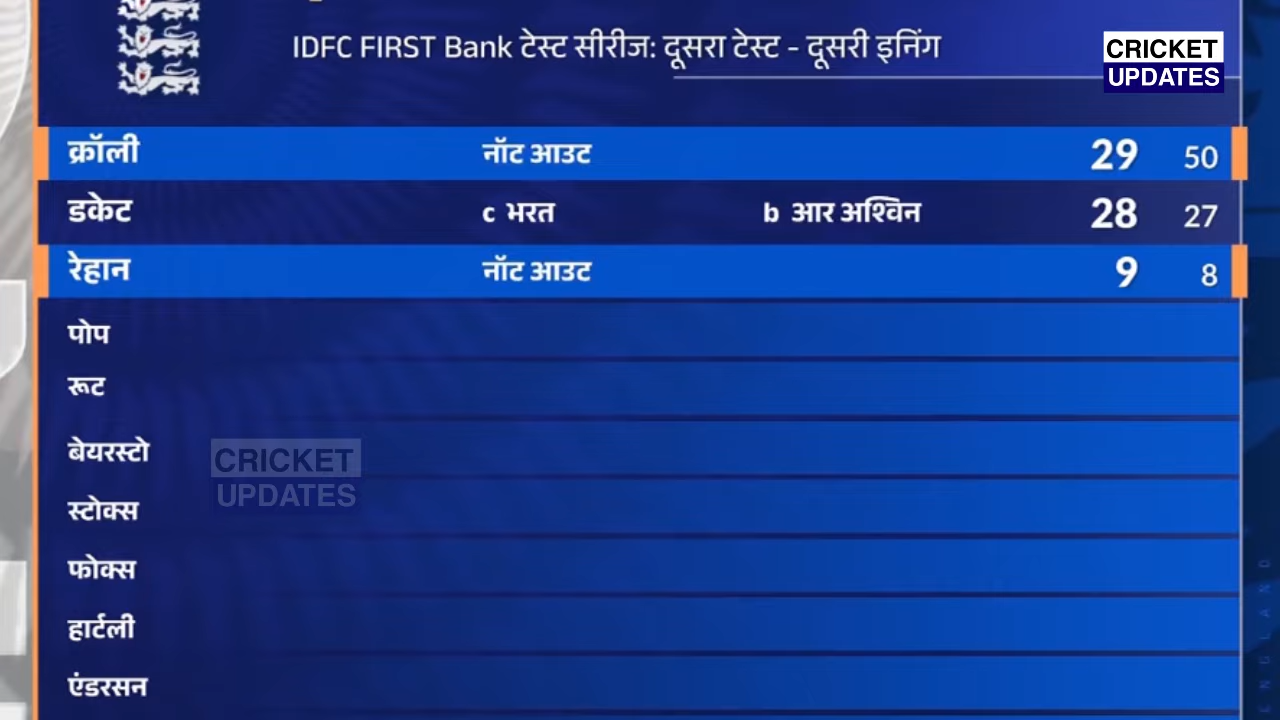 IDFC FIRST Bank टेस्ट सीरीज: दूसरा टेस्ट - दूसरी इनिंग
CRICKET
UPDATES
क्रॉली नॉट आउट 29 50
डकेट c भरत b आर अश्विन 28 27
रेहान नॉट आउट 9 8
पोप
रूट
बेयरस्टो
CRICKET
UPDATES
स्टोक्स
फोक्स
हार्टली
एंडरसन
ENGLAND